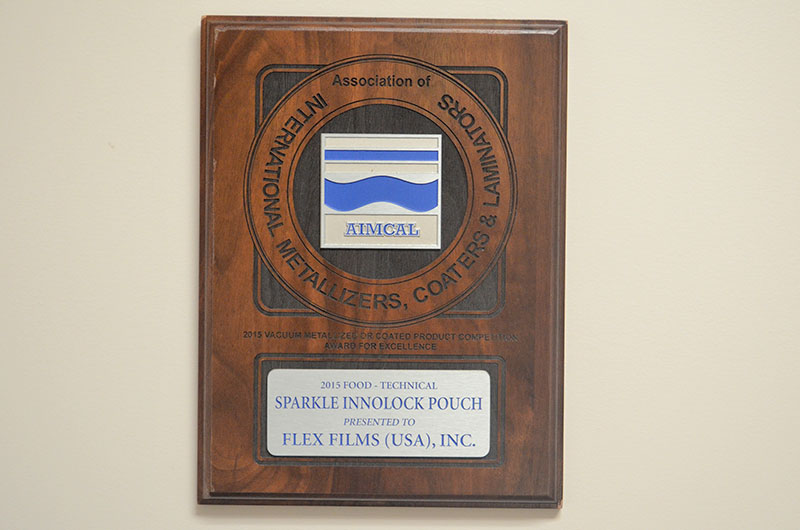 Association of
INTERNATIONAL METALLIZERS, COATERS & LAMINATORS
AIMCAL
2015 VACUUM METALLIZED OR COATED PRODUCT COMPETITION
AWARD FOR EXCELLENCE
2015 FOOD - TECHNICAL
SPARKLE INNOLOCK POUCH
PRESENTED TO
FLEX FILMS (USA), INC.